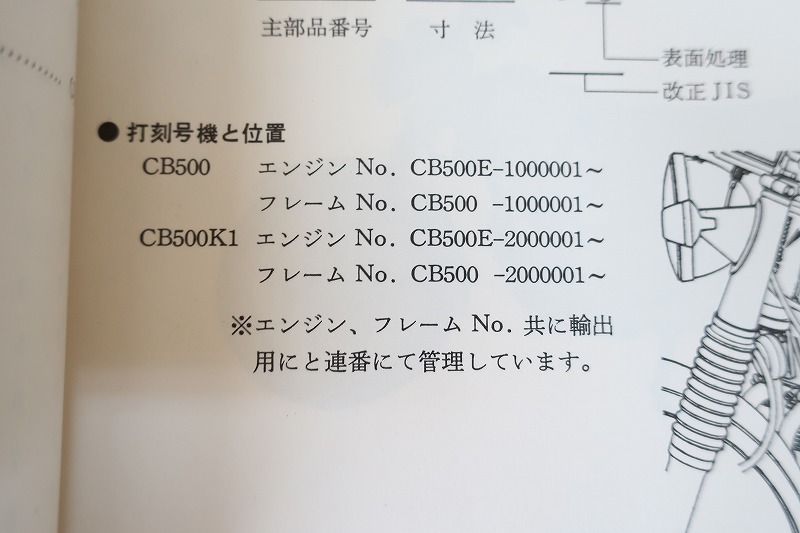 主部品番号 寸 法
表面処理
改正JIS
● 打刻号機と位置
CB500 エンジン No. CB500E-1000001~
フレーム No. CB500 -1000001~
CB500K1 エンジン No. CB500E-2000001~
フレーム No. CB500 -2000001~
※エンジン、フレーム No. 共に輸出
用にと連番にて管理しています。